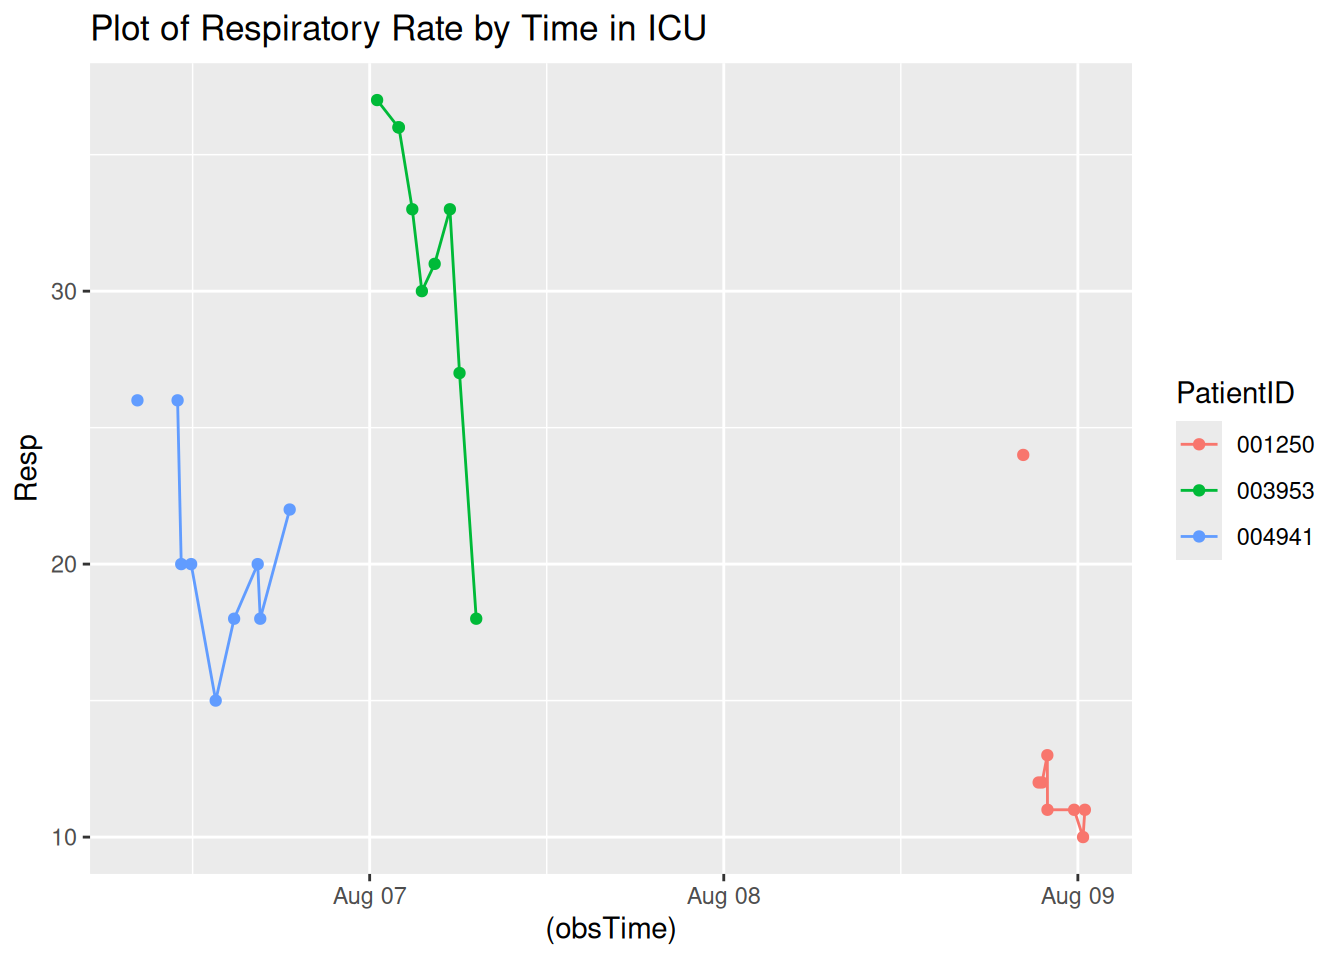 Plot of Respiratory Rate by Time in ICU
Resp
30
20
10
Aug 07
Aug 08
Aug 09
(obsTime)
PatientID
001250
003953
004941